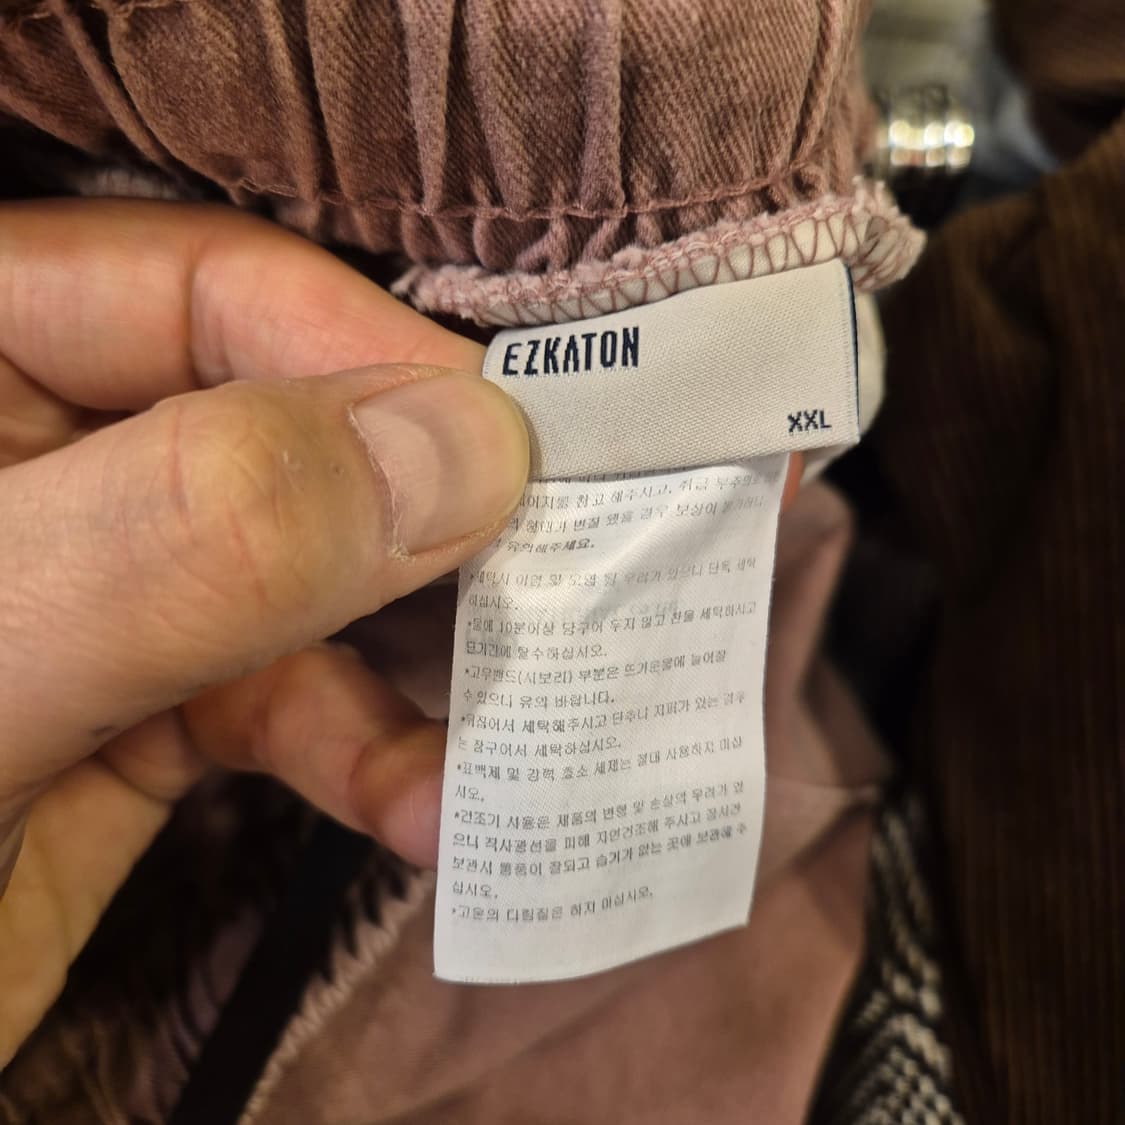 EZKATON
XXL
참고 해주시고. 취급 부주의로
형태가 변질 됐을 경우 보상이
유의해주세요.
*세탁시 이염 및 오염 될 우려가 있으니 단독 세탁
하십시오.
*물에 10분이상 담구어 두지 않고 찬물 세탁하시고
단기간에 탈수하십시오.
*고무밴드(시보리) 부분은 뜨거운물에 늘어질
수있으니 유의 바랍니다.
*뒤집어서 세탁해주시고 단추나 지퍼가 있는 경우
는 잠구어서 세탁하십시오.
*표백제 및 강력 효소 세제는 절대 사용하지 마십
시오.
*건조기 사용은 제품의 변형 및 손상의 우려가 있
으니 직사광선을 피해 자연건조해 주시고 장시간
보관시 통풍이 잘되고 습기가 없는 곳에 보관해 주
십시오.
*고온의 다림질은 하지 마십시오.